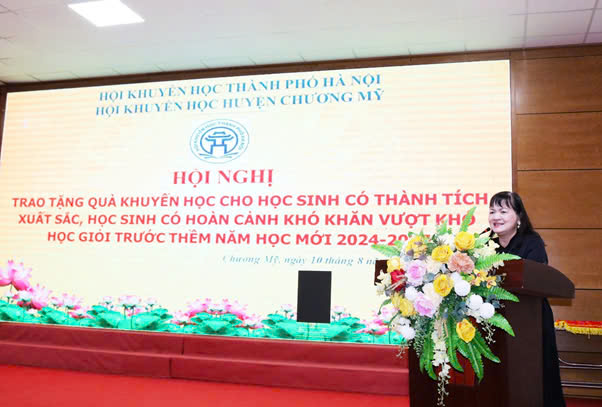 HỘI KHUYẾN HỌC THÀNH PHỐ HÀ NỘI
HỘI KHUYẾN HỌC HUYỆN CHƯƠNG MỸ
HỘI NGHỊ
TRAO TẶNG QUÀ KHUYẾN HỌC CHO HỌC SINH CÓ THÀNH TÍCH
XUẤT SẮC, HỌC SINH CÓ HOÀN CẢNH KHÓ KHĂN VƯỢT KHÓ
HỌC GIỎI TRƯỚC THỀM NĂM HỌC MỚI 2024-20
Chương Mỹ, ngày 10 tháng 8